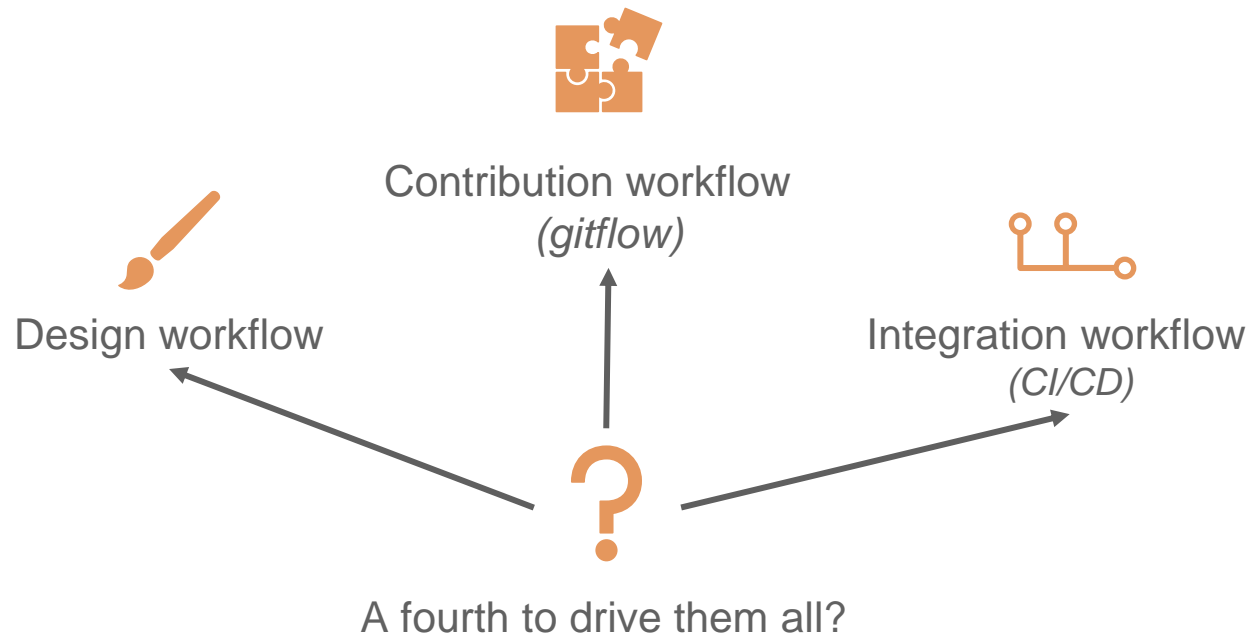 Contribution workflow
(gitflow)
Design workflow
Integration workflow
(CI/CD)
A fourth to drive them all?